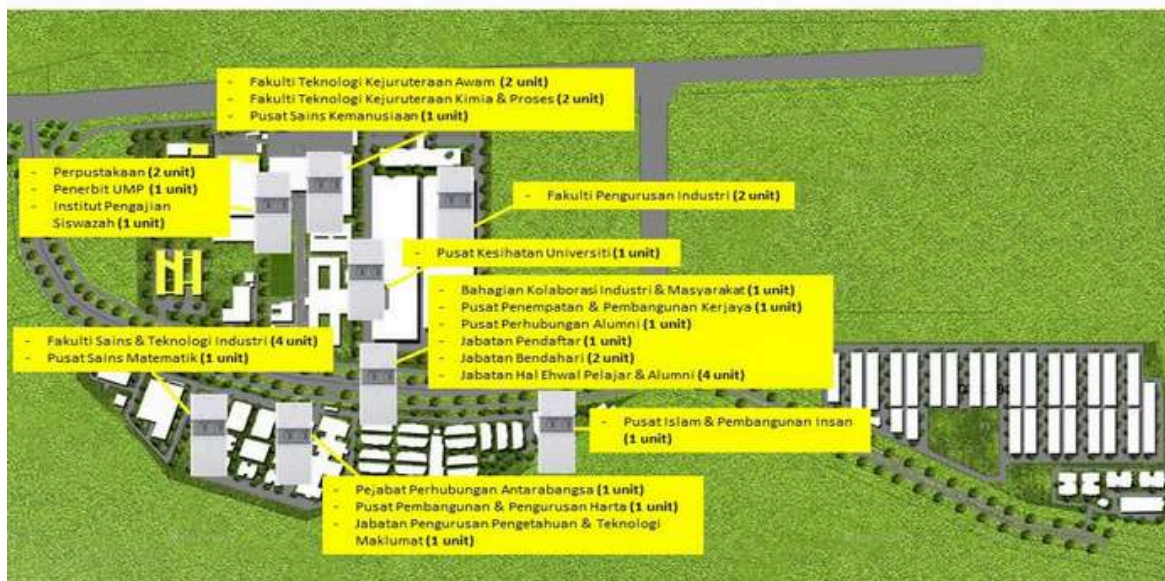 - Fakulti Teknologi Kejuruteraan Awam (2 unit)
- Fakulti Teknologi Kejuruteraan Kimia & Proses (2 unit)
- Pusat Sains Kemanusiaan (1 unit)
- Perpustakaan (2 unit)
- Penerbit UMP (1 unit)
- Institut Pengajian
Siswazah (1 unit)
- Fakulti Pengurusan Industri (2 unit)
- Pusat Kesihatan Universiti (1 unit)
- Bahagian Kolaborasi Industri & Masyarakat (1 unit)
- Pusat Penempatan & Pembangunan Kerjaya (1 unit)
- Pusat Perhubungan Alumni (1 unit)
- Jabatan Pendaftar (1 unit)
- Jabatan Bendahari (2 unit)
- Jabatan Hal Ehwal Pelajar & Alumni (4 unit)
- Fakulti Sains & Teknologi Industri (4 unit)
- Pusat Sains Matematik (1 unit)
- Pusat Islam & Pembangunan Insan
(1 unit)
- Pejabat Perhubungan Antarabangsa (1 unit)
- Pusat Pembangunan & Pengurusan Harta (1 unit)
- Jabatan Pengurusan Pengetahuan & Teknologi
Maklumat (1 unit)